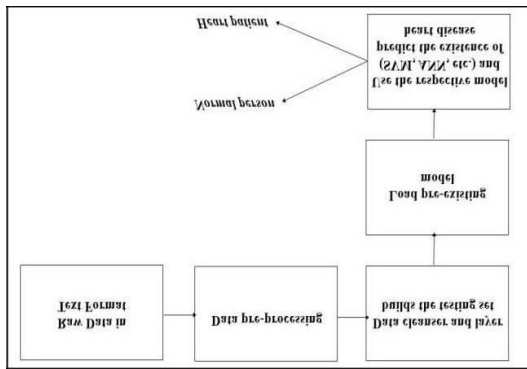 Raw Data in
Text Format
Data pre-processing
Data cleanser and layer
builds the testing set
Load pre-existing
model
Use the respective model
(SVM, ANN, etc.) and
predict the existence of
heart disease
Normal person
Heart patient